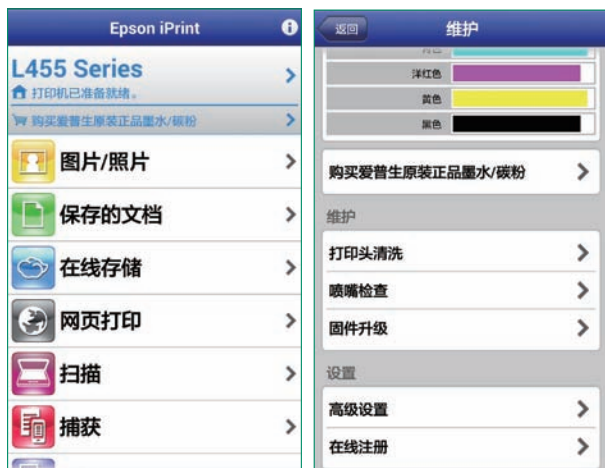 Epson iPrint
L455 Series
打印机已准备就绪。
购买爱普生原装正品墨水/碳粉
图片/照片
保存的文档
在线存储
网页打印
扫描
捕获
返回
维护
洋红色
黄色
黑色
购买爱普生原装正品墨水/碳粉
维护
打印头清洗
喷嘴检查
固件升级
设置
高级设置
在线注册